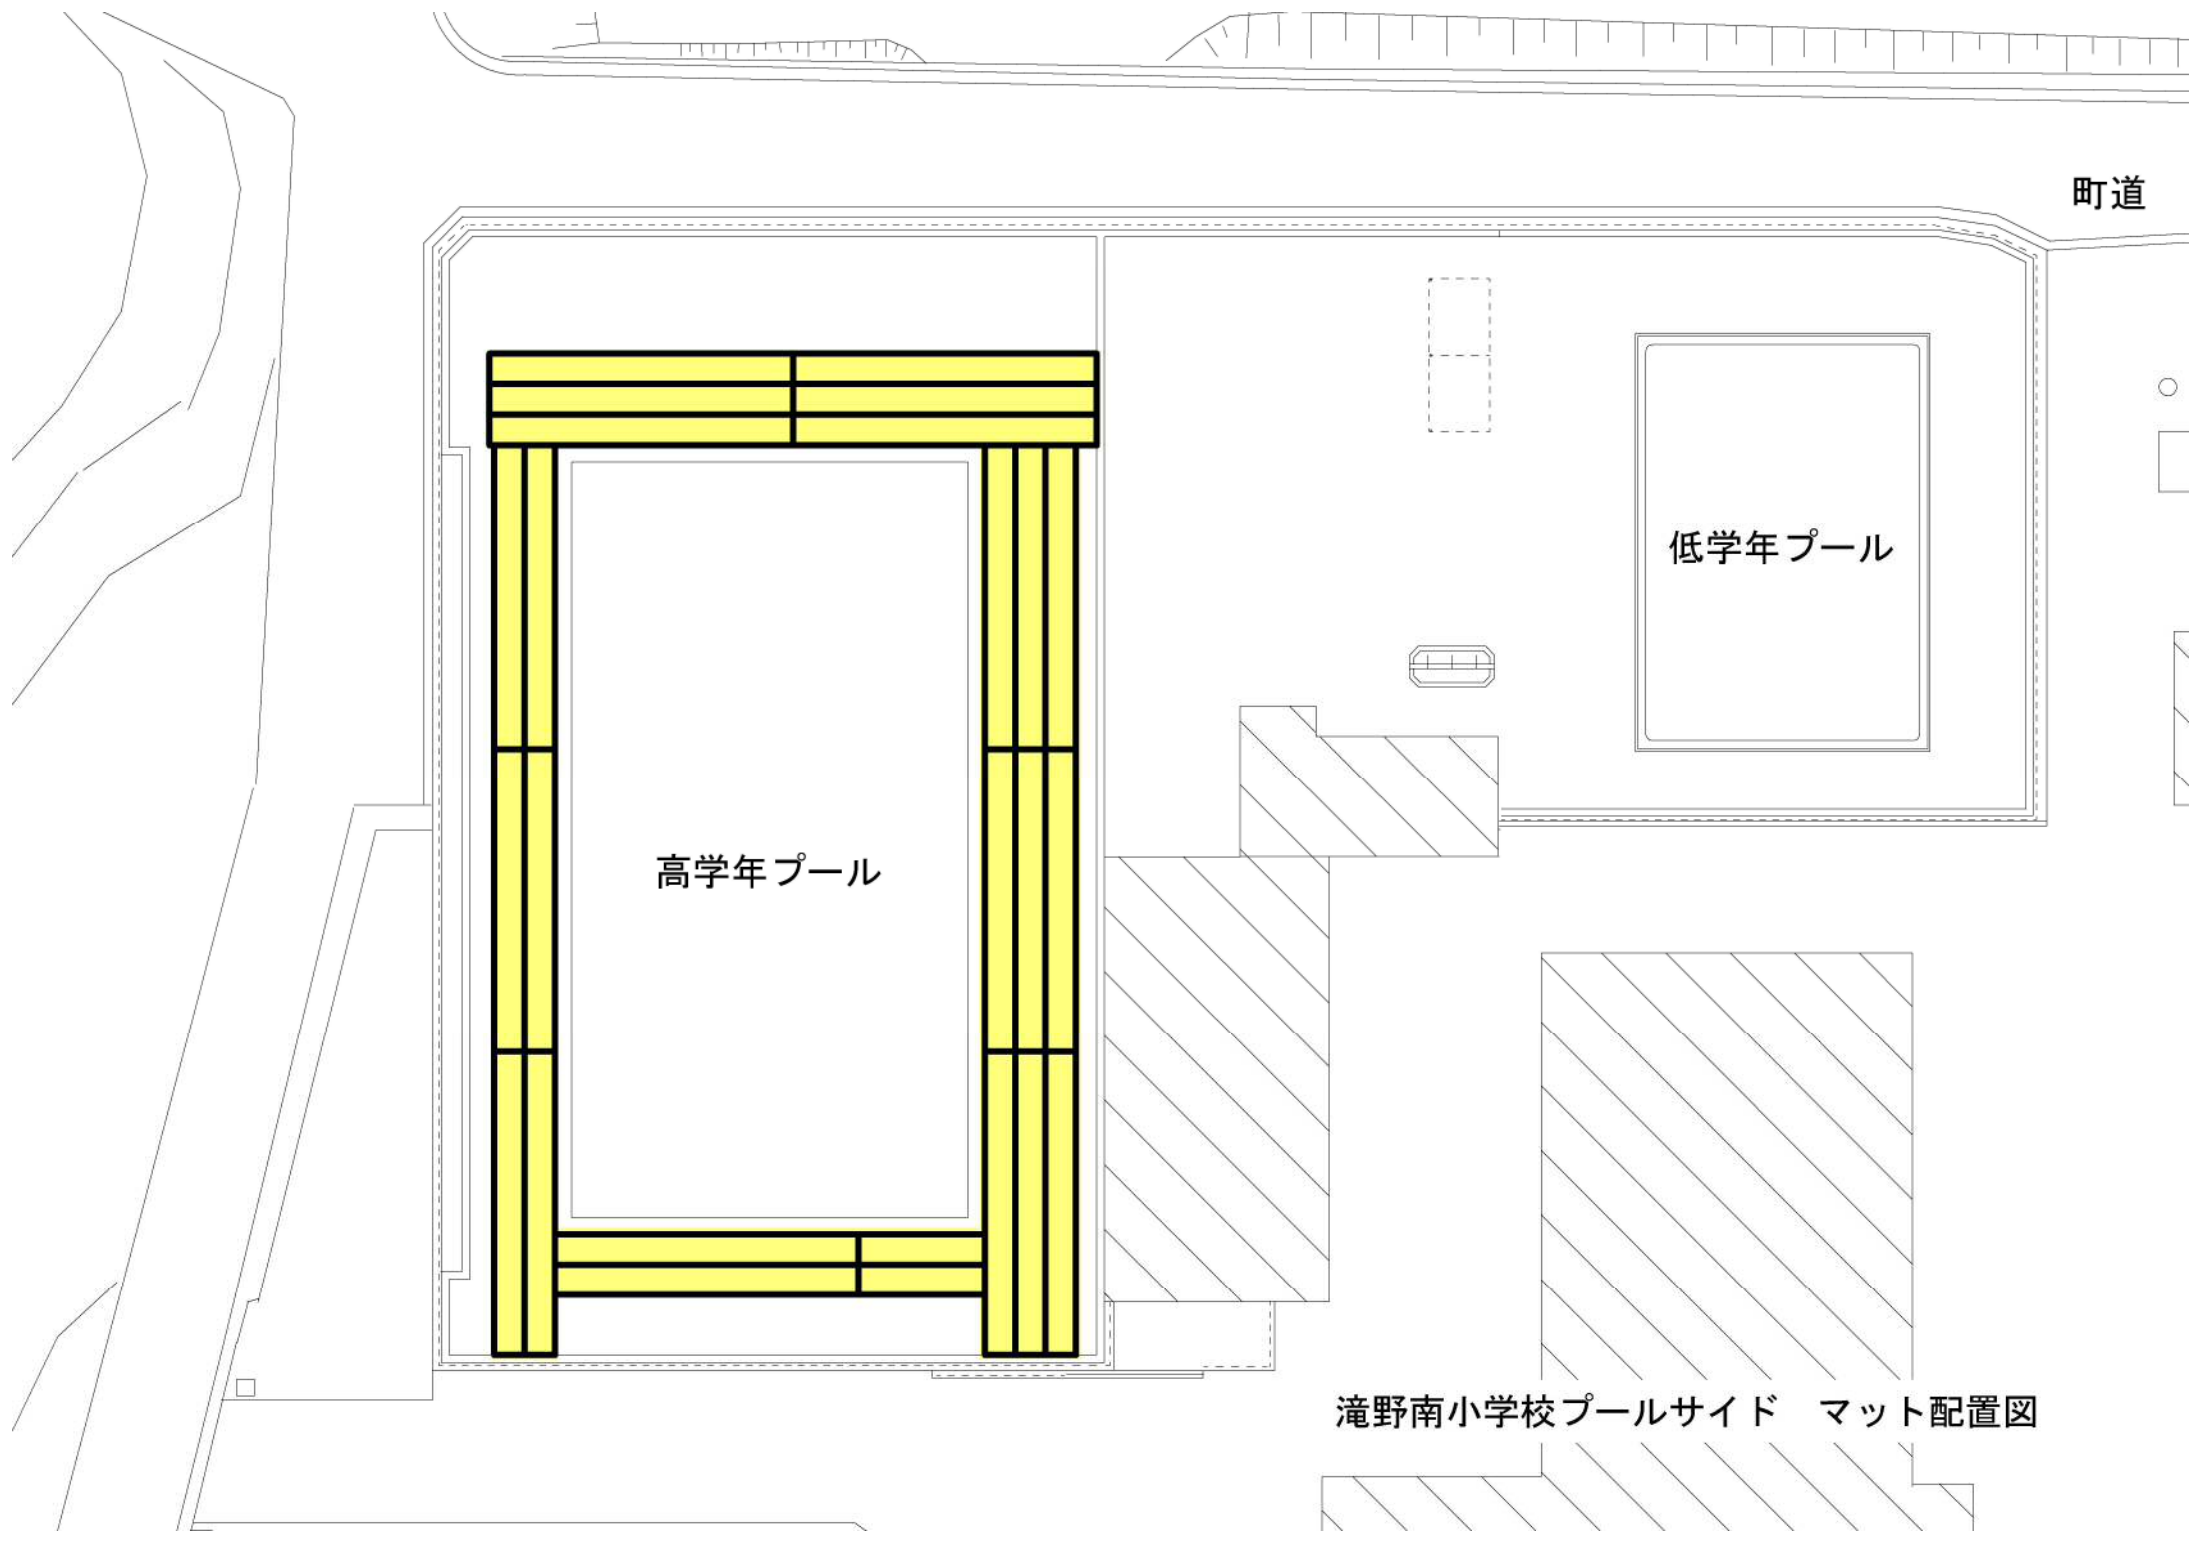 町道
低学年プール
高学年プール
滝野南小学校プールサイド　マット配置図